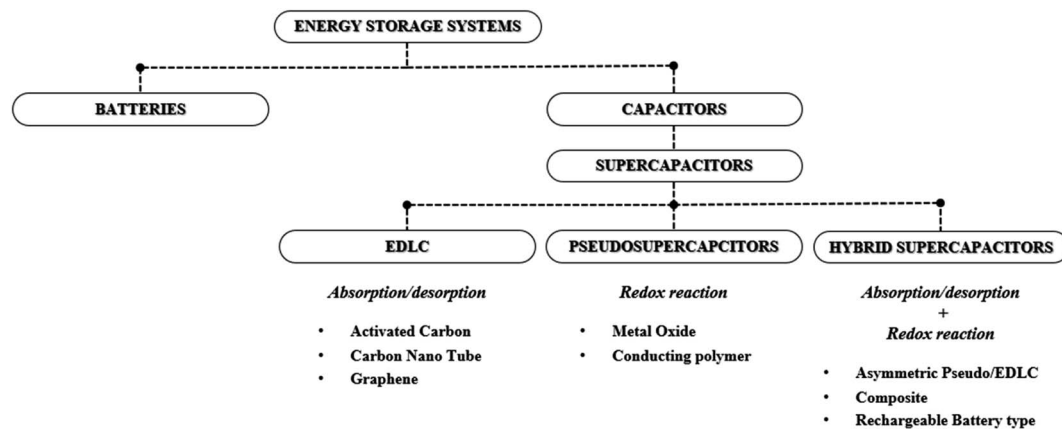 ENERGY STORAGE SYSTEMS
BATTERIES
CAPACITORS
SUPERCAPACITORS
EDLC
PSEUDOSUPERCAPCITORS
HYBRID SUPERCAPACITORS
Absorption/desorption
• Activated Carbon
• Carbon Nano Tube
• Graphene
Redox reaction
• Metal Oxide
• Conducting polymer
Absorption/desorption
+
Redox reaction
• Asymmetric Pseudo/EDLC
• Composite
• Rechargeable Battery type